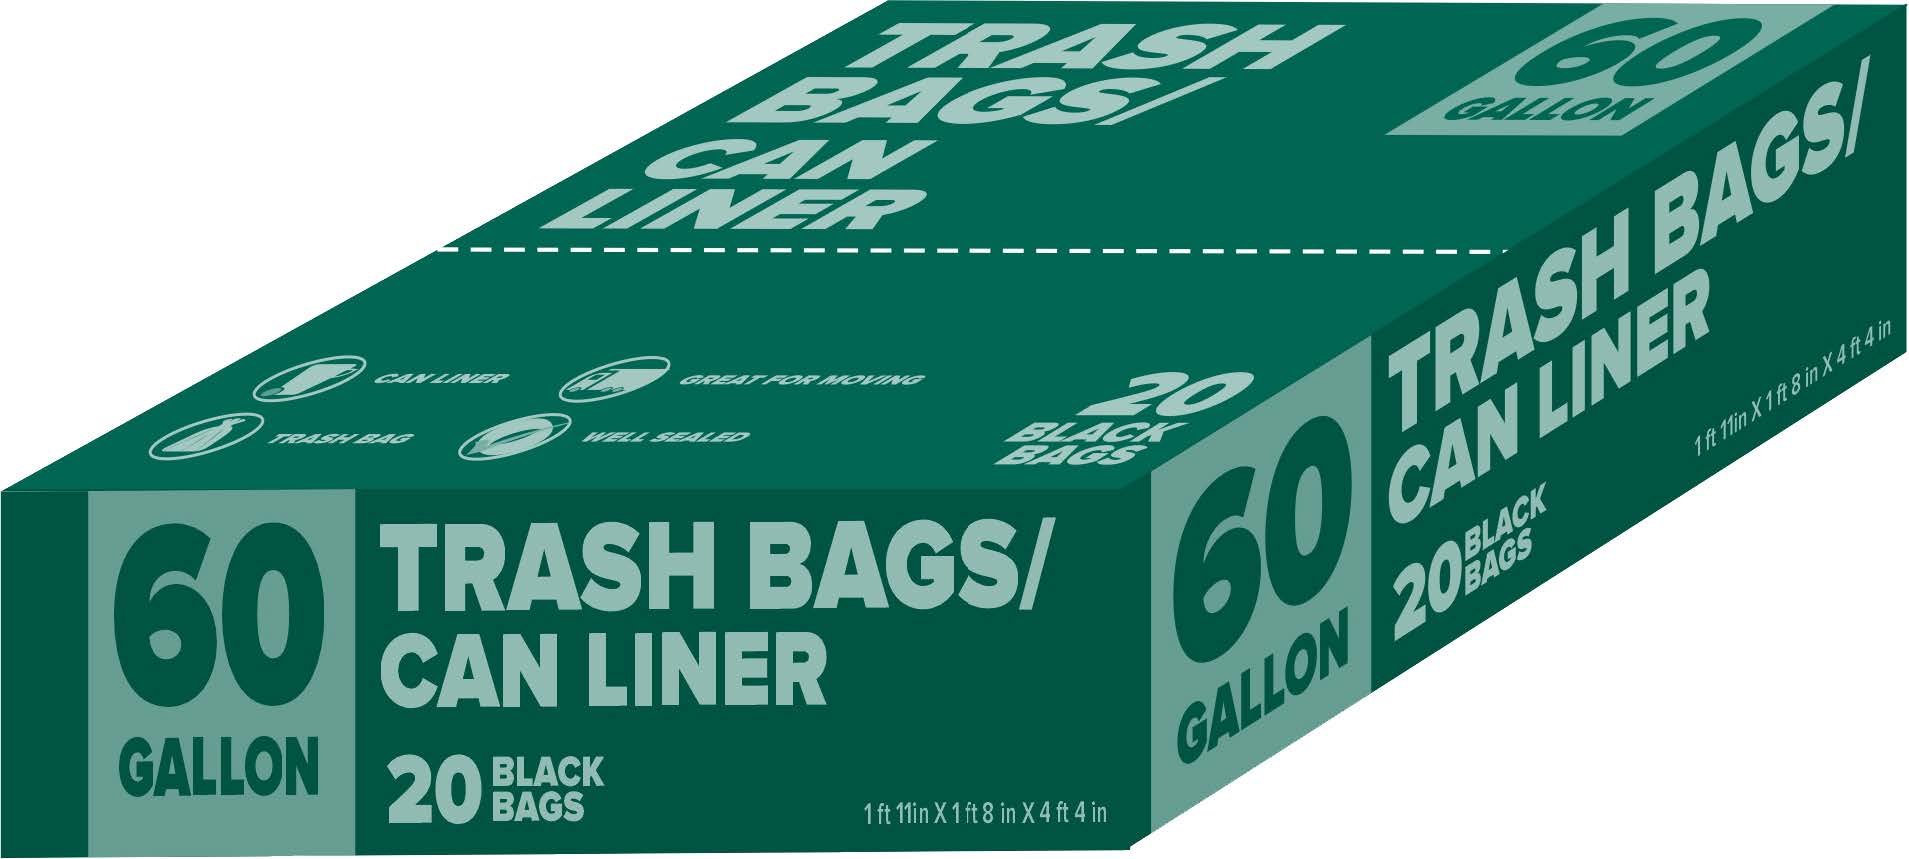 TRASH
BAGS/
CAN
LINER
60
GALLON
CAN LINER
GREAT FOR MOVING
TRASH BAG
WELL SEALED
20
BLACK
BAGS
60
GALLON
TRASH BAGS/
CAN LINER
20 BLACK
BAGS
1 ft 11in X 1 ft 8 in X 4 ft 4 in
60
GALLON
TRASH BAGS/
CAN LINER
20 BLACK
BAGS
1 ft 11in X 1 ft 8 in X 4 ft 4 in